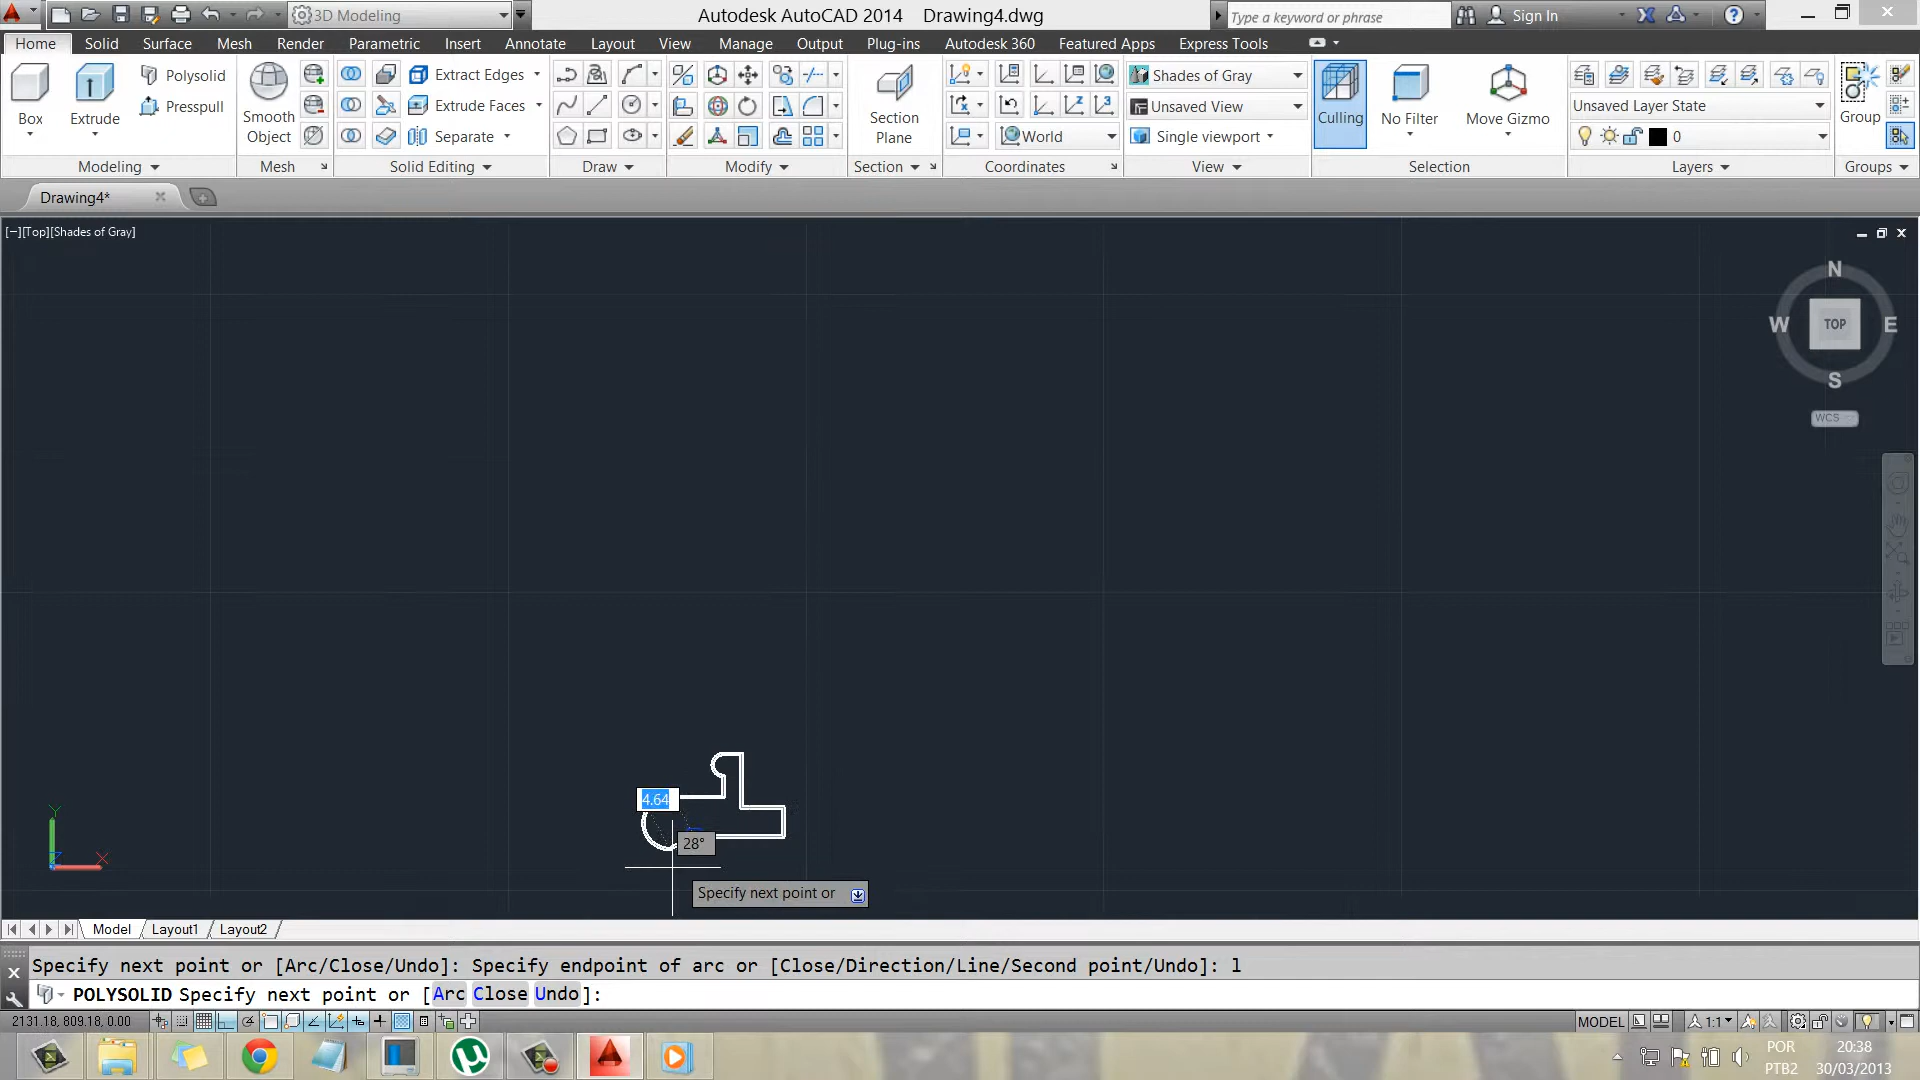 3D Modeling
Autodesk AutoCAD 2014 Drawing4.dwg
Type a keyword or phrase
Sign In
Home Solid Surface Mesh Render Parametric Insert Annotate Layout View Manage Output Plug-ins Autodesk 360 Featured Apps Express Tools
Box
Extrude
Polysolid
Presspull
Smooth Object
Extract Edges
Extrude Faces
Separate
Section Plane
World
Shades of Gray
Unsaved View
Single viewport
Culling
No Filter
Move Gizmo
Unsaved Layer State
0
Group
Modeling Mesh Solid Editing Draw Modify Section Coordinates View Selection Layers Groups
Drawing4*
[−][Top][Shades of Gray]
N
W TOP E
S
WCS
4.64
28°
Specify next point or
Y
X
Z
Model Layout1 Layout2
Specify next point or [Arc/Close/Undo]: Specify endpoint of arc or [Close/Direction/Line/Second point/Undo]: l
POLYSOLID Specify next point or [Arc Close Undo]:
2131.18, 809.18, 0.00
MODEL
1:1
POR
PTB2
20:38
30/03/2013